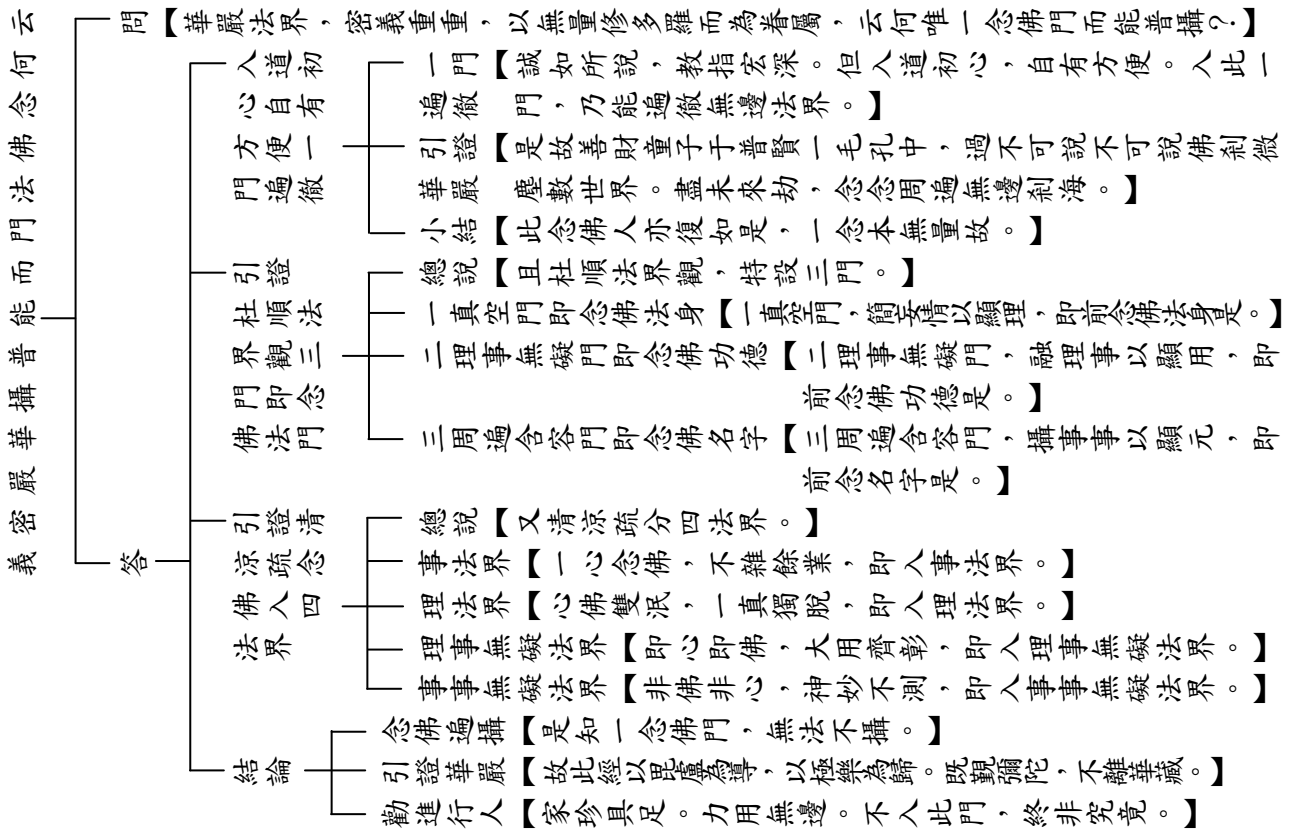 云何念佛法門而能普攝華嚴密義
問【華嚴法界，密義重重，以無量修多羅而為眷屬，云何唯一念佛門而能普攝？】
答
入道初
心自有
方便一
門遍徹
一門【誠如所說，教指宏深。但入道初心，自有方便。入此一
遍徹　門，乃能遍徹無邊法界。】
引證【是故善財童子于普賢一毛孔中，過不可說不可說佛剎微
華嚴　塵數世界。盡未來劫，念念周遍無邊剎海。】
小結【此念佛人亦復如是，一念本無量故。】
引證
杜順法
界觀三
門即念
佛法門
總說【且杜順法界觀，特設三門。】
一真空門即念佛法身【一真空門，簡妄情以顯理，即前念佛法身是。】
二理事無礙門即念佛功德【二理事無礙門，融理事以顯用，即
前念佛功德是。】
三周遍含容門即念佛名字【三周遍含容門，攝事事以顯元，即
前念名字是。】
引證清
涼疏念
佛入四
法界
總說【又清涼疏分四法界。】
事法界【一心念佛，不雜餘業，即入事法界。】
理法界【心佛雙泯，一真獨脫，即入理法界。】
理事無礙法界【即心即佛，大用齊彰，即入理事無礙法界。】
事事無礙法界【非佛非心，神妙不測，即入事事無礙法界。】
結論
念佛遍攝【是知一念佛門，無法不攝。】
引證華嚴【故此經以毘盧為導，以極樂為歸。既覲彌陀，不離華藏。】
勸進行人【家珍具足。力用無邊。不入此門，終非究竟。】